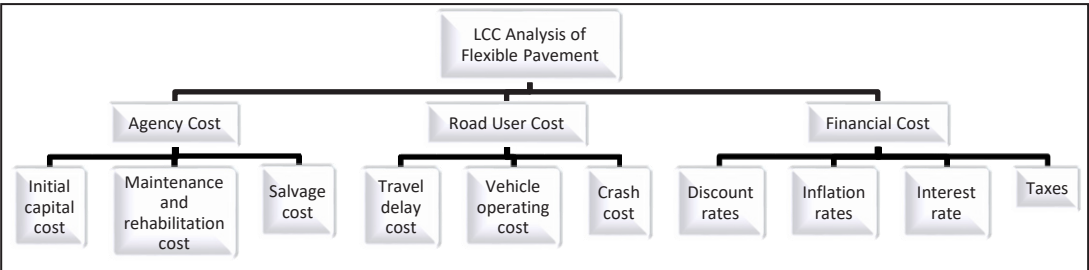 LCC Analysis of
Flexible Pavement
Agency Cost
Road User Cost
Financial Cost
Initial
capital
cost
Maintenance
and
rehabilitation
cost
Salvage
cost
Travel
delay
cost
Vehicle
operating
cost
Crash
cost
Discount
rates
Inflation
rates
Interest
rate
Taxes